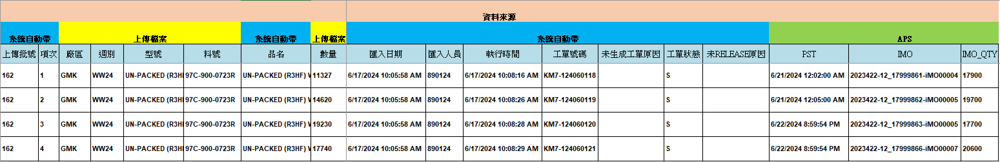 資料來源
系統自動帶 上傳檔案 系統自動帶 上傳檔案 系統自動帶 APS
上傳批號 項次 廠區 週別 型號 料號 品名 數量 匯入日期 匯入人員 執行時間 工單號碼 未生成工單原因 工單狀態 未RELEASE原因 PST IMO IMO_QTY
162 1 GMK WW24 UN-PACKED (R3HF 97C-900-0723R UN-PACKED (R3HF) W 11327 6/17/2024 10:05:58 AM 890124 6/17/2024 10:08:16 AM KM7-124060118 S 6/21/2024 12:02:00 AM 2023422-12_17999861-iMO00004 17900
162 2 GMK WW24 UN-PACKED (R3HF 97C-900-0723R UN-PACKED (R3HF) W 14620 6/17/2024 10:05:58 AM 890124 6/17/2024 10:08:26 AM KM7-124060119 S 6/21/2024 12:05:00 AM 2023422-12_17999862-iMO00005 19700
162 3 GMK WW24 UN-PACKED (R3HF 97C-900-0723R UN-PACKED (R3HF) W 19230 6/17/2024 10:05:58 AM 890124 6/17/2024 10:08:28 AM KM7-124060120 S 6/22/2024 8:59:54 PM 2023422-12_17999863-iMO00005 17700
162 4 GMK WW24 UN-PACKED (R3HF 97C-900-0723R UN-PACKED (R3HF) W 17740 6/17/2024 10:05:58 AM 890124 6/17/2024 10:08:29 AM KM7-124060121 S 6/22/2024 8:59:54 PM 2023422-12_17999866-iMO00007 20600